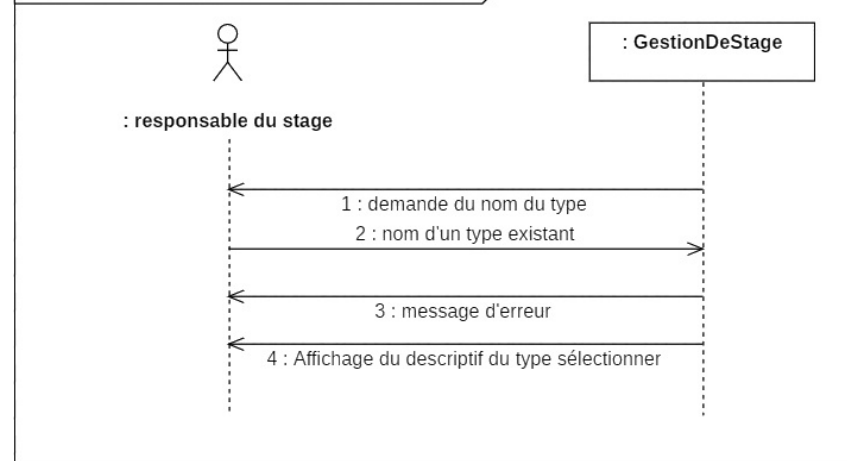 : GestionDeStage
: responsable du stage
1 : demande du nom du type
2 : nom d'un type existant
3 : message d'erreur
4 : Affichage du descriptif du type sélectionner